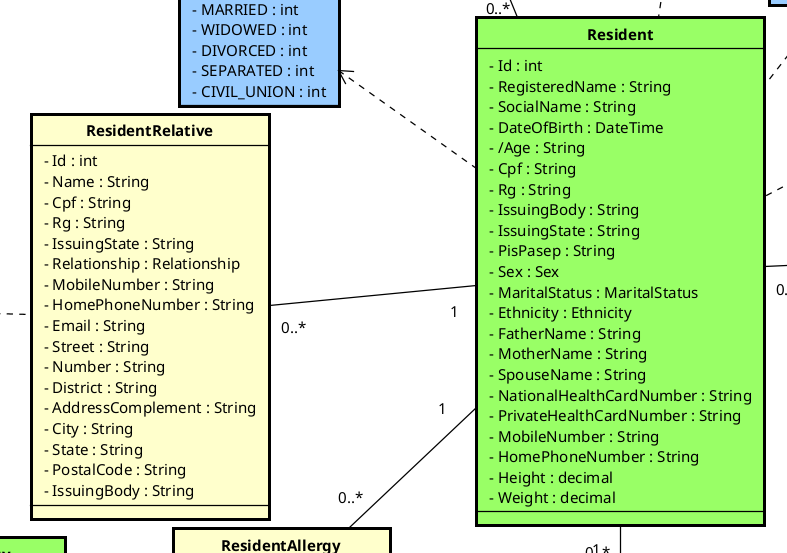 - MARRIED : int
- WIDOWED : int
- DIVORCED : int
- SEPARATED : int
- CIVIL_UNION : int
0..*
Resident
- Id : int
- RegisteredName : String
- SocialName : String
- DateOfBirth : DateTime
- /Age : String
- Cpf : String
- Rg : String
- IssuingBody : String
- IssuingState : String
- PisPasep : String
- Sex : Sex
- MaritalStatus : MaritalStatus
- Ethnicity : Ethnicity
- FatherName : String
- MotherName : String
- SpouseName : String
- NationalHealthCardNumber : String
- PrivateHealthCardNumber : String
- MobileNumber : String
- HomePhoneNumber : String
- Height : decimal
- Weight : decimal
ResidentRelative
- Id : int
- Name : String
- Cpf : String
- Rg : String
- IssuingState : String
- Relationship : Relationship
- MobileNumber : String
- HomePhoneNumber : String
- Email : String
- Street : String
- Number : String
- District : String
- AddressComplement : String
- City : String
- State : String
- PostalCode : String
- IssuingBody : String
0..*
1
1
0..*
ResidentAllergy